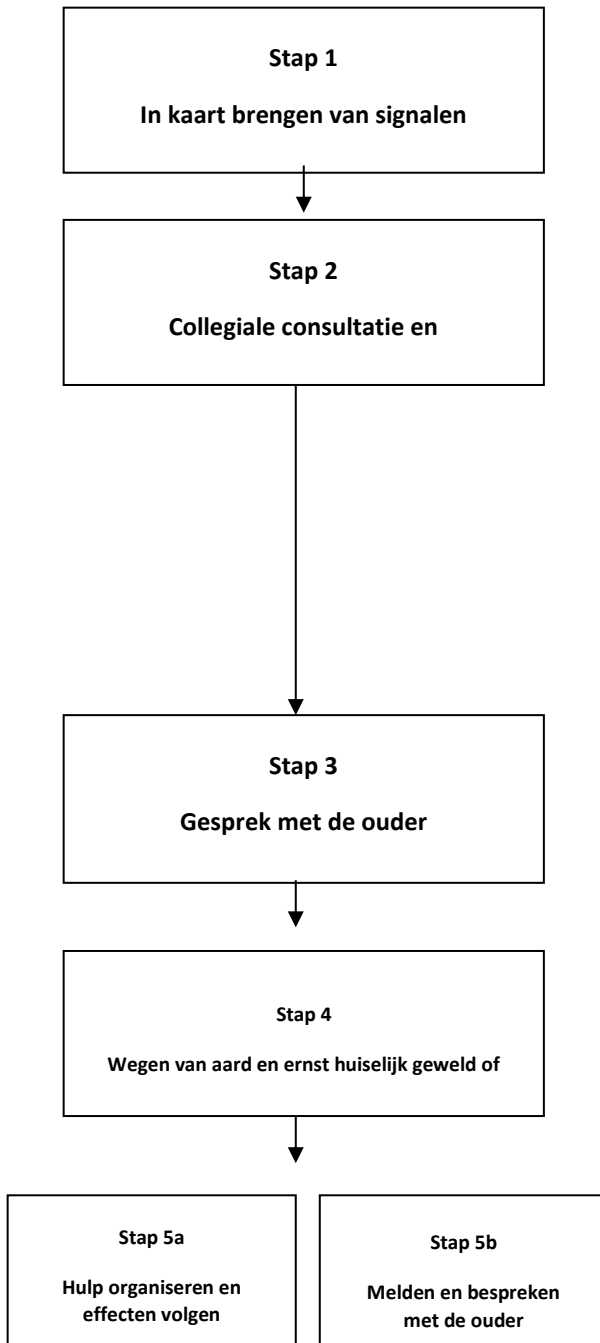 Stap 1
In kaart brengen van signalen
Stap 2
Collegiale consultatie en
Stap 3
Gesprek met de ouder
Stap 4
Wegen van aard en ernst huiselijk geweld of
Stap 5a
Hulp organiseren en
effecten volgen
Stap 5b
Melden en bespreken
met de ouder